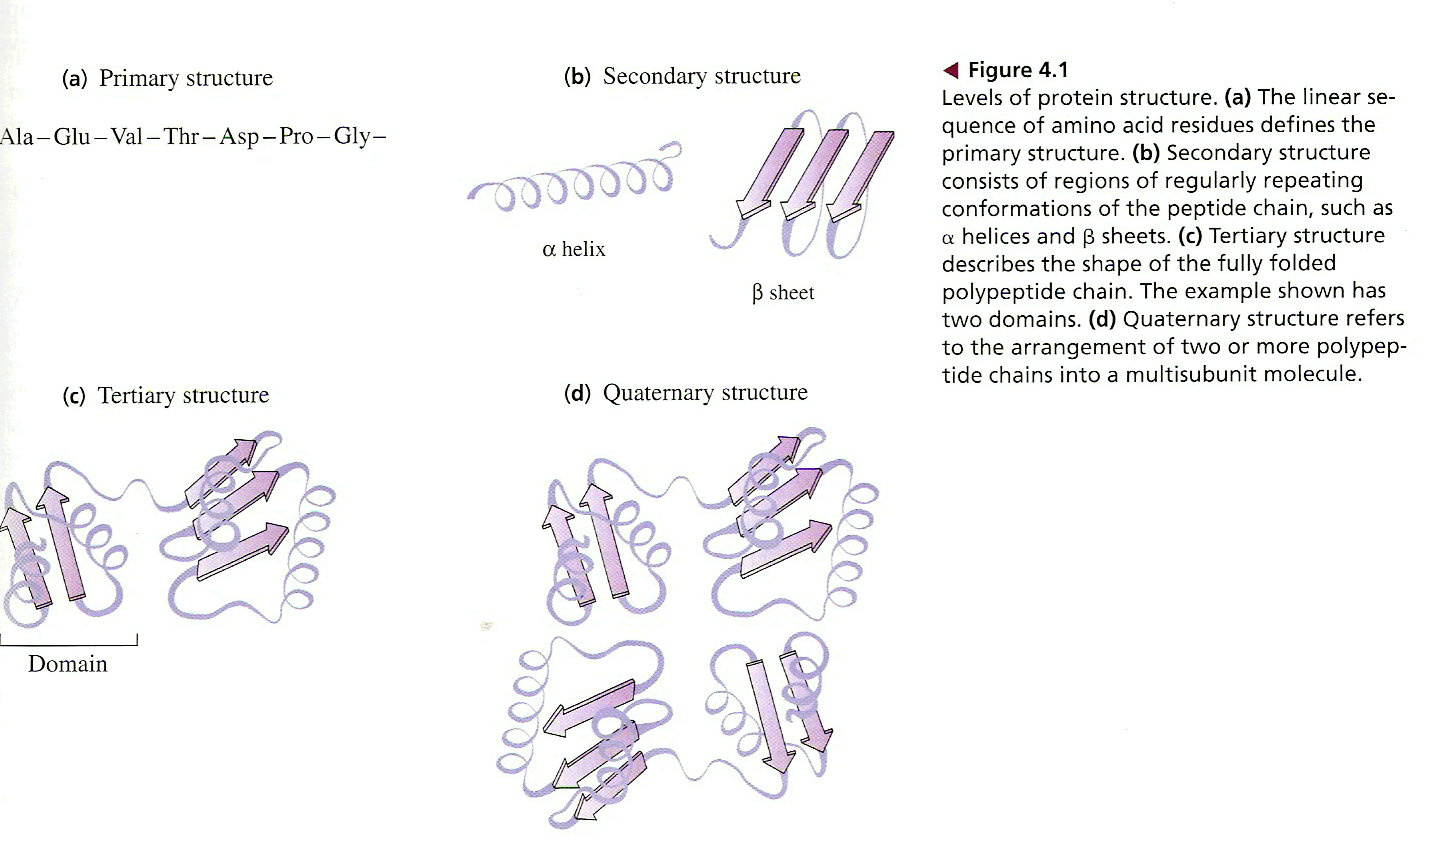 (a) Primary structure
Ala–Glu–Val–Thr–Asp–Pro–Gly–
(b) Secondary structure
α helix
β sheet
(c) Tertiary structure
Domain
(d) Quaternary structure
◀ Figure 4.1
Levels of protein structure. (a) The linear se-
quence of amino acid residues defines the
primary structure. (b) Secondary structure
consists of regions of regularly repeating
conformations of the peptide chain, such as
α helices and β sheets. (c) Tertiary structure
describes the shape of the fully folded
polypeptide chain. The example shown has
two domains. (d) Quaternary structure refers
to the arrangement of two or more polypep-
tide chains into a multisubunit molecule.